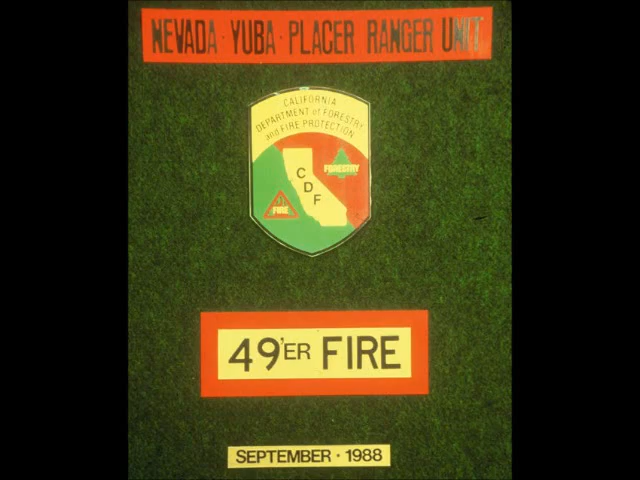 NEVADA · YUBA · PLACER RANGER UNIT
CALIFORNIA
DEPARTMENT of FORESTRY
and FIRE PROTECTION
FORESTRY
C
D
F
FIRE
49'ER FIRE
SEPTEMBER · 1988